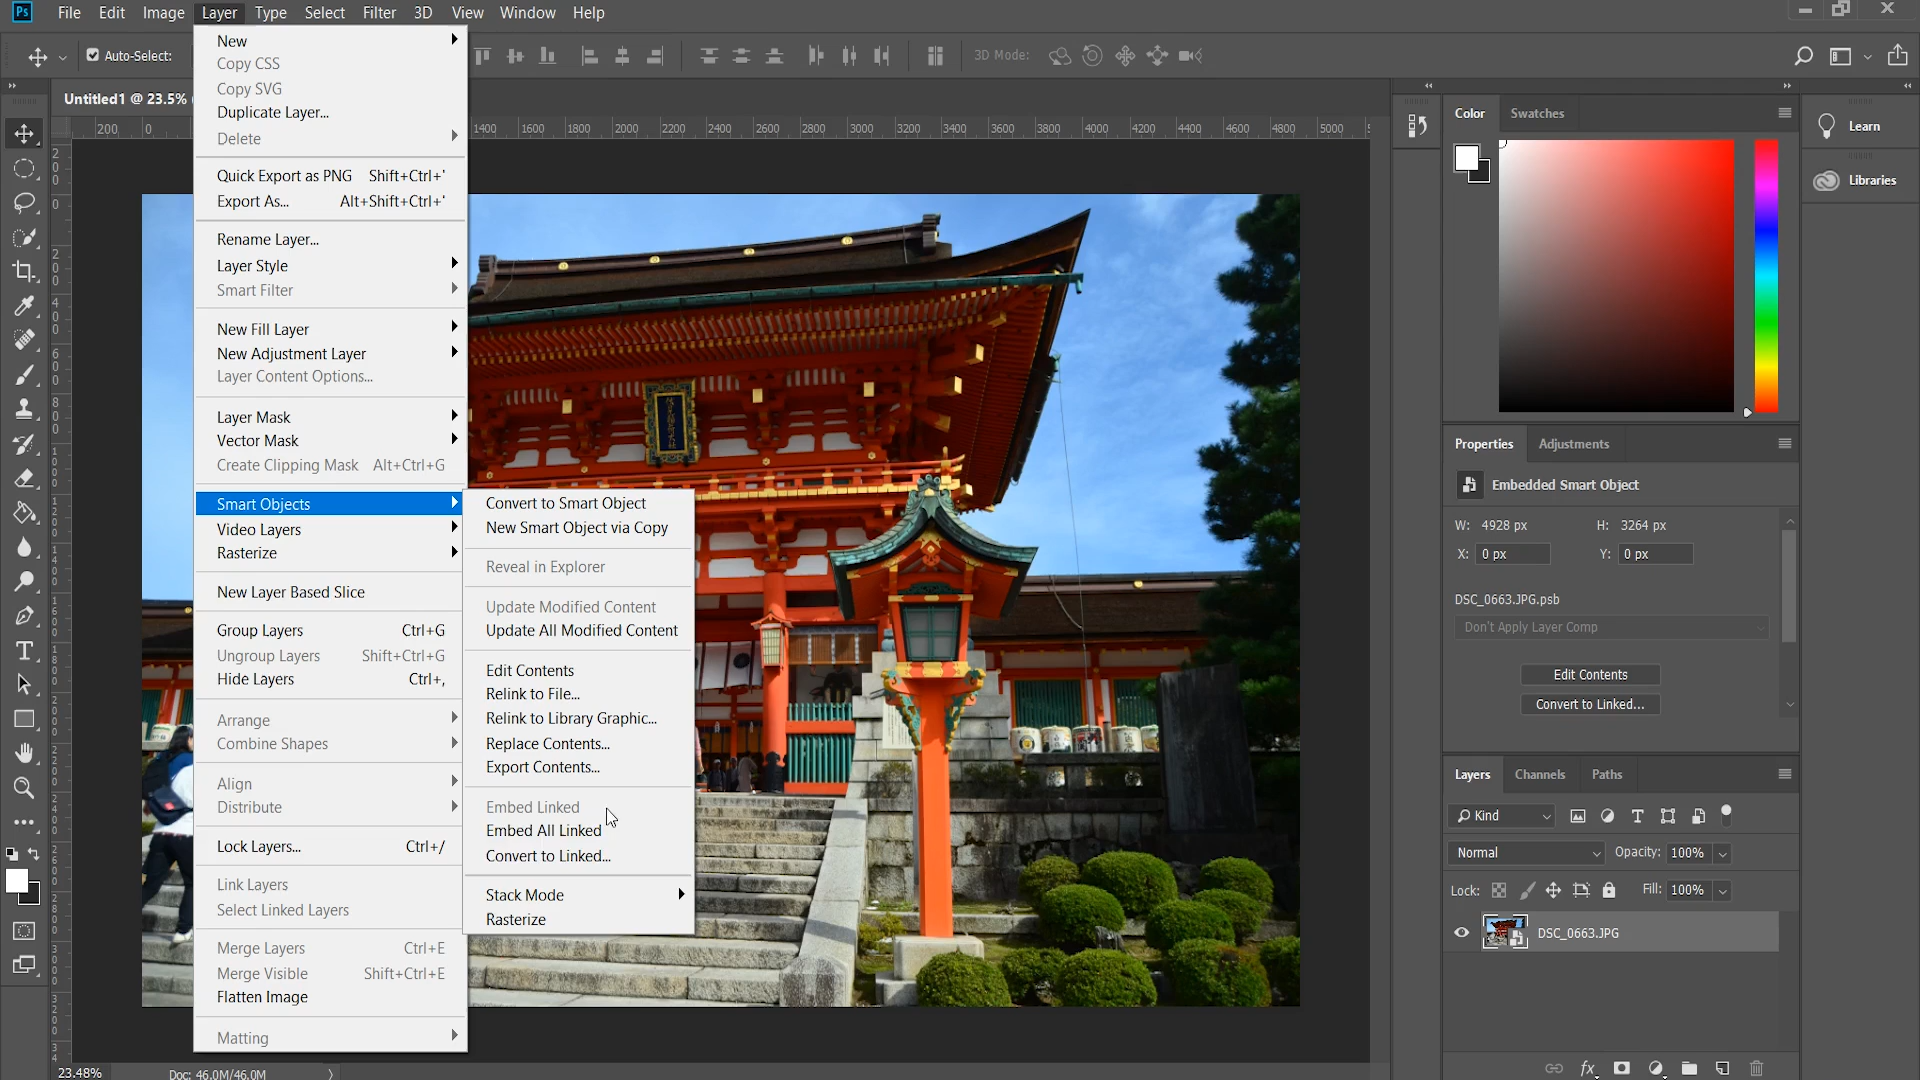 Ps File Edit Image Layer Type Select Filter 3D View Window Help
Auto-Select: 3D Mode:
Untitled1 @ 23.5%
200 0 1400 1600 1800 2000 2200 2400 2600 2800 3000 3200 3400 3600 3800 4000 4200 4400 4600 4800 5000
New
Copy CSS
Copy SVG
Duplicate Layer...
Delete
Quick Export as PNG Shift+Ctrl+'
Export As... Alt+Shift+Ctrl+'
Rename Layer...
Layer Style
Smart Filter
New Fill Layer
New Adjustment Layer
Layer Content Options...
Layer Mask
Vector Mask
Create Clipping Mask Alt+Ctrl+G
Smart Objects
Video Layers
Rasterize
New Layer Based Slice
Group Layers Ctrl+G
Ungroup Layers Shift+Ctrl+G
Hide Layers Ctrl+,
Arrange
Combine Shapes
Align
Distribute
Lock Layers... Ctrl+/
Link Layers
Select Linked Layers
Merge Layers Ctrl+E
Merge Visible Shift+Ctrl+E
Flatten Image
Matting
Convert to Smart Object
New Smart Object via Copy
Reveal in Explorer
Update Modified Content
Update All Modified Content
Edit Contents
Relink to File...
Relink to Library Graphic...
Replace Contents...
Export Contents...
Embed Linked
Embed All Linked
Convert to Linked...
Stack Mode
Rasterize
Color Swatches
Learn
Libraries
Properties Adjustments
Embedded Smart Object
W: 4928 px H: 3264 px
X: 0 px Y: 0 px
DSC_0663.JPG.psb
Don't Apply Layer Comp
Edit Contents
Convert to Linked...
Layers Channels Paths
Kind
Normal Opacity: 100%
Lock: Fill: 100%
DSC_0663.JPG
fx
23.48% Doc: 46.0M/46.0M